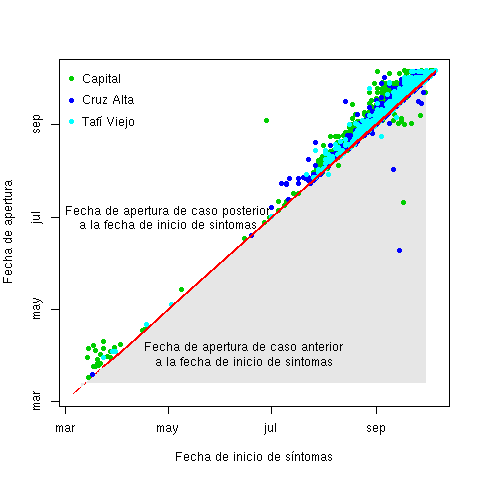 Capital
Cruz Alta
Tafí Viejo
Fecha de apertura de caso posterior
a la fecha de inicio de sintomas
Fecha de apertura de caso anterior
a la fecha de inicio de sintomas
Fecha de apertura
sep
jul
may
mar
mar may jul sep
Fecha de inicio de síntomas